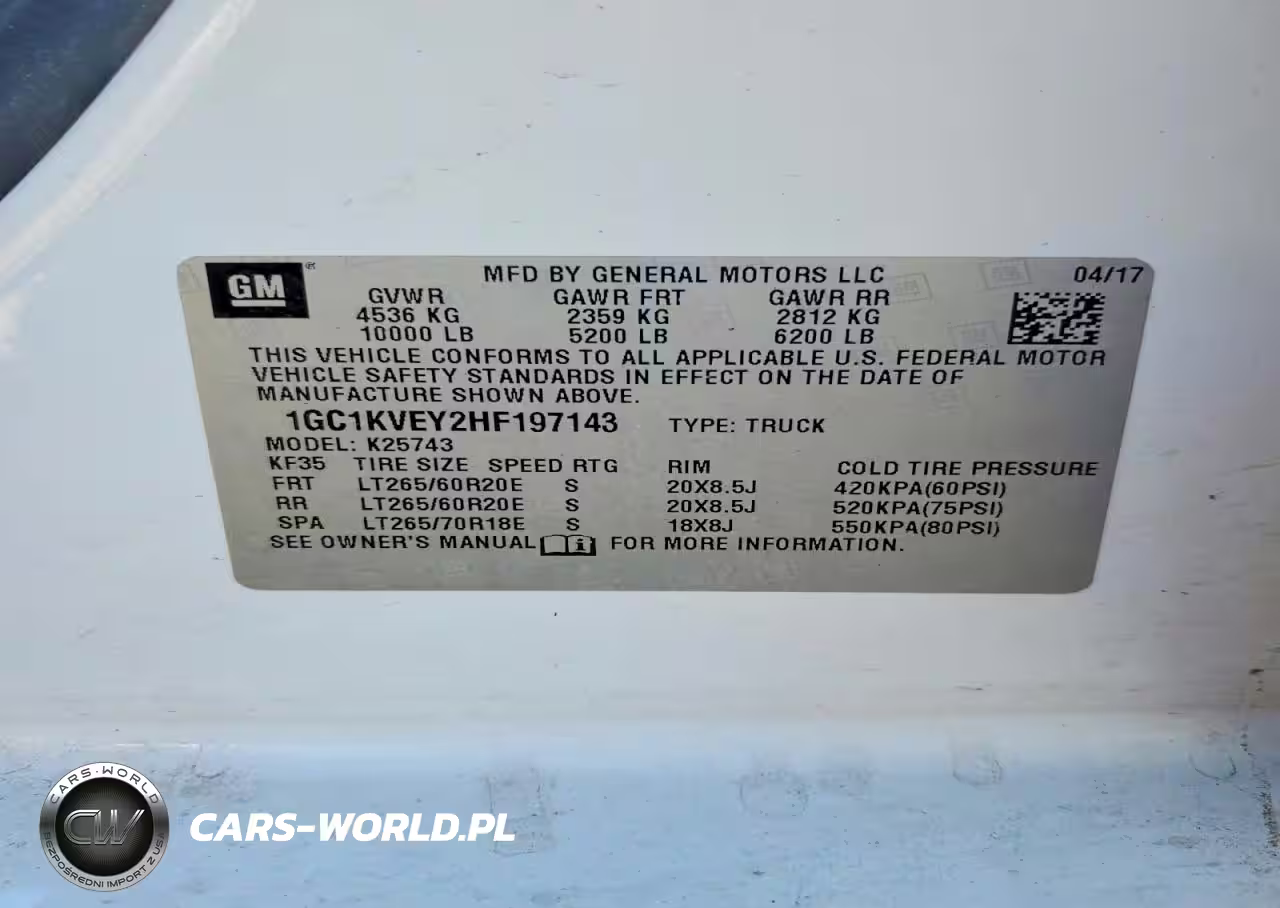 GM
MFD BY GENERAL MOTORS LLC 04/17
GVWR GAWR FRT GAWR RR
4536 KG 2359 KG 2812 KG
10000 LB 5200 LB 6200 LB
THIS VEHICLE CONFORMS TO ALL APPLICABLE U.S. FEDERAL MOTOR
VEHICLE SAFETY STANDARDS IN EFFECT ON THE DATE OF
MANUFACTURE SHOWN ABOVE.
1GC1KVEY2HF197143 TYPE: TRUCK
MODEL: K25743
KF35 TIRE SIZE SPEED RTG RIM COLD TIRE PRESSURE
FRT LT265/60R20E S 20X8.5J 420KPA(60PSI)
RR LT265/60R20E S 20X8.5J 520KPA(75PSI)
SPA LT265/70R18E S 18X8J 550KPA(80PSI)
SEE OWNER'S MANUAL i FOR MORE INFORMATION.
CARS-WORLD
CW
BEZPOŚREDNI IMPORT Z USA
CARS-WORLD.PL